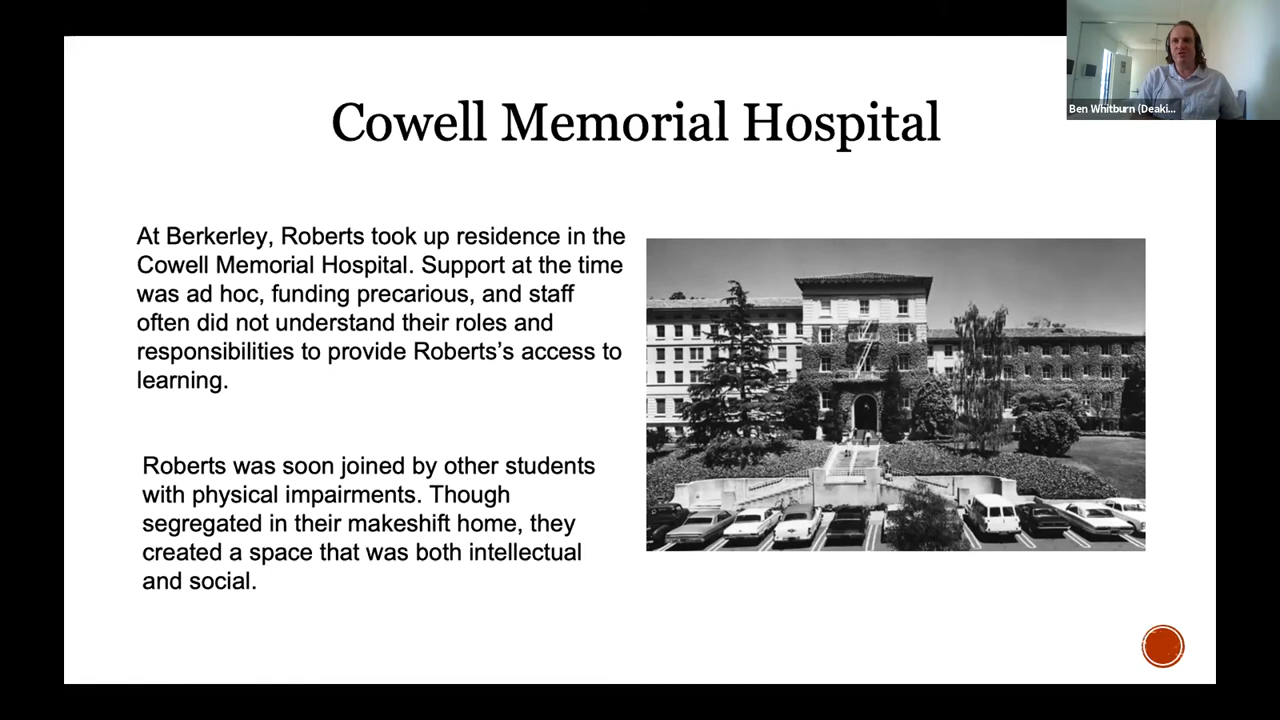 Cowell Memorial Hospital
Ben Whitburn (Deaki...
At Berkerley, Roberts took up residence in the
Cowell Memorial Hospital. Support at the time
was ad hoc, funding precarious, and staff
often did not understand their roles and
responsibilities to provide Roberts’s access to
learning.
Roberts was soon joined by other students
with physical impairments. Though
segregated in their makeshift home, they
created a space that was both intellectual
and social.